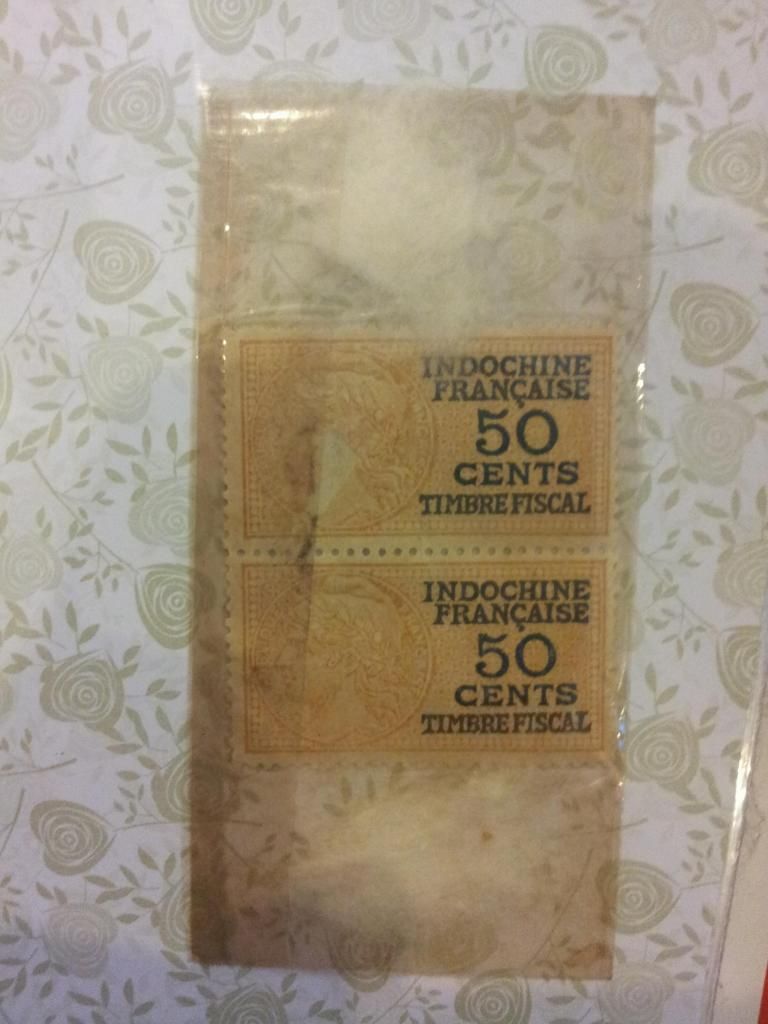 INDOCHINE
FRANÇAISE
50
CENTS
TIMBRE FISCAL
INDOCHINE
FRANÇAISE
50
CENTS
TIMBRE FISCAL